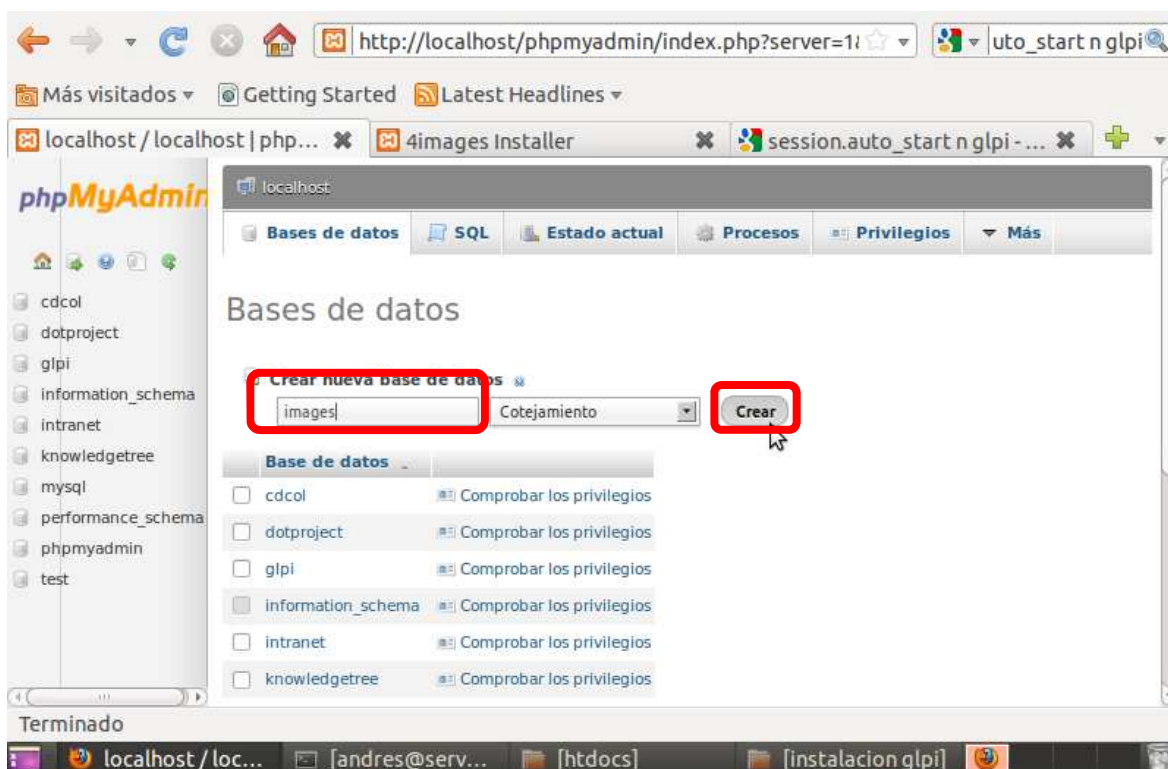 http://localhost/phpmyadmin/index.php?server=1
uto_start n glpi
Más visitados
Getting Started
Latest Headlines
localhost / localhost | php...
4images Installer
session.auto_start n glpi - ...
phpMyAdmin
localhost
Bases de datos
SQL
Estado actual
Procesos
Privilegios
Más
cdcol
dotproject
glpi
information_schema
intranet
knowledgetree
mysql
performance_schema
phpmyadmin
test
Bases de datos
Crear nueva base de datos
images
Cotejamiento
Crear
Base de datos
cdcol Comprobar los privilegios
dotproject Comprobar los privilegios
glpi Comprobar los privilegios
information_schema Comprobar los privilegios
intranet Comprobar los privilegios
knowledgetree Comprobar los privilegios
Terminado
localhost / loc...
[andres@serv...
[htdocs]
[instalacion glpi]